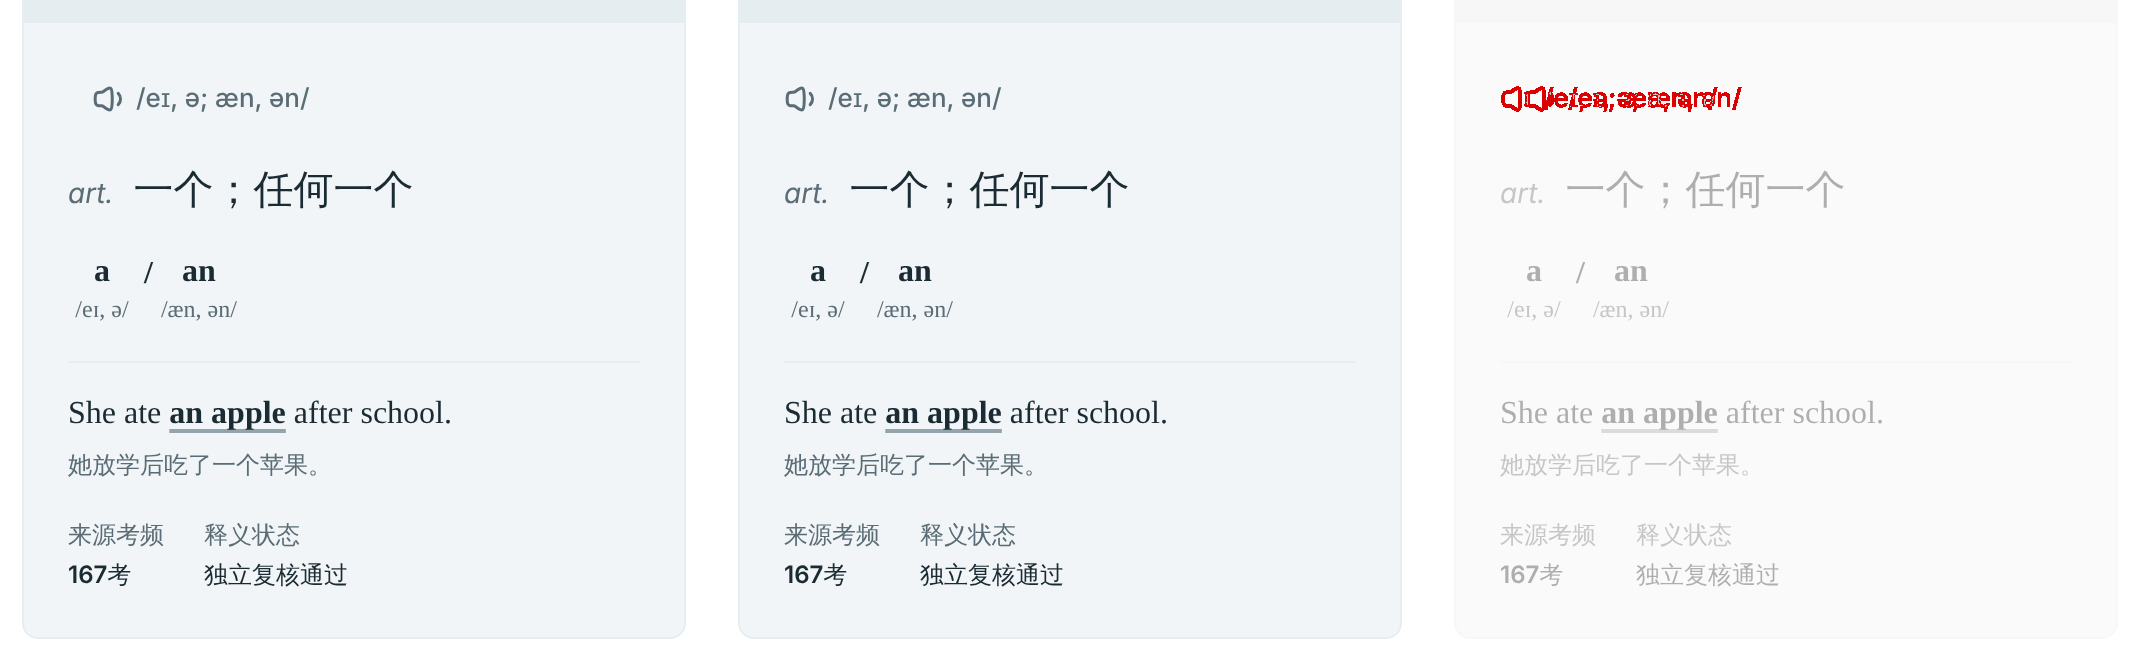 /eɪ, ə; æn, ən/
art. 一个；任何一个
a / an
/eɪ, ə/ /æn, ən/
She ate an apple after school.
她放学后吃了一个苹果。
来源考频 释义状态
167考 独立复核通过
/eɪ, ə; æn, ən/
art. 一个；任何一个
a / an
/eɪ, ə/ /æn, ən/
She ate an apple after school.
她放学后吃了一个苹果。
来源考频 释义状态
167考 独立复核通过
art. 一个；任何一个
a / an
/eɪ, ə/ /æn, ən/
She ate an apple after school.
她放学后吃了一个苹果。
来源考频 释义状态
167考 独立复核通过